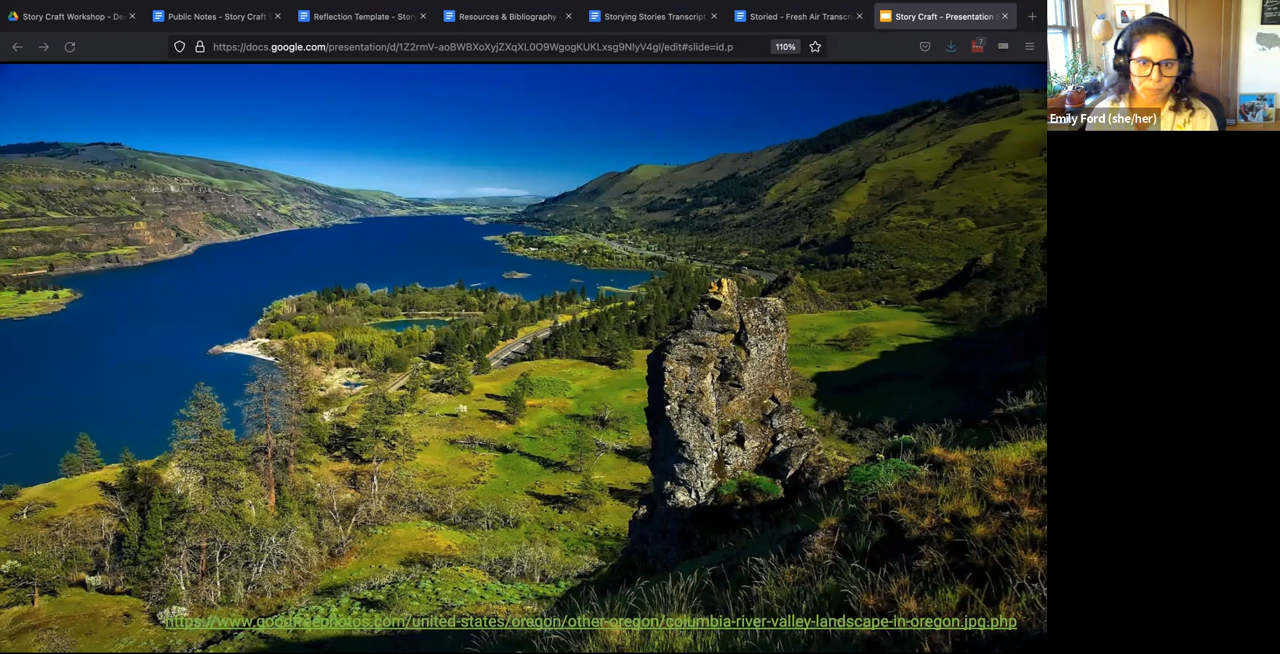 Story Craft Workshop - De
Public Notes - Story Craft
Reflection Template - Story
Resources & Bibliography
Storying Stories Transcript
Storied - Fresh Air Transcr
Story Craft - Presentation
https://docs.google.com/presentation/d/1Z2rmV-aoBWBXoXyjZXqXL0O9WgogKUKLxsg9NIyV4gI/edit#slide=id.p
110%
7
Emily Ford (she/her)
https://www.goodfreephotos.com/united-states/oregon/other-oregon/columbia-river-valley-landscape-in-oregon.jpg.php